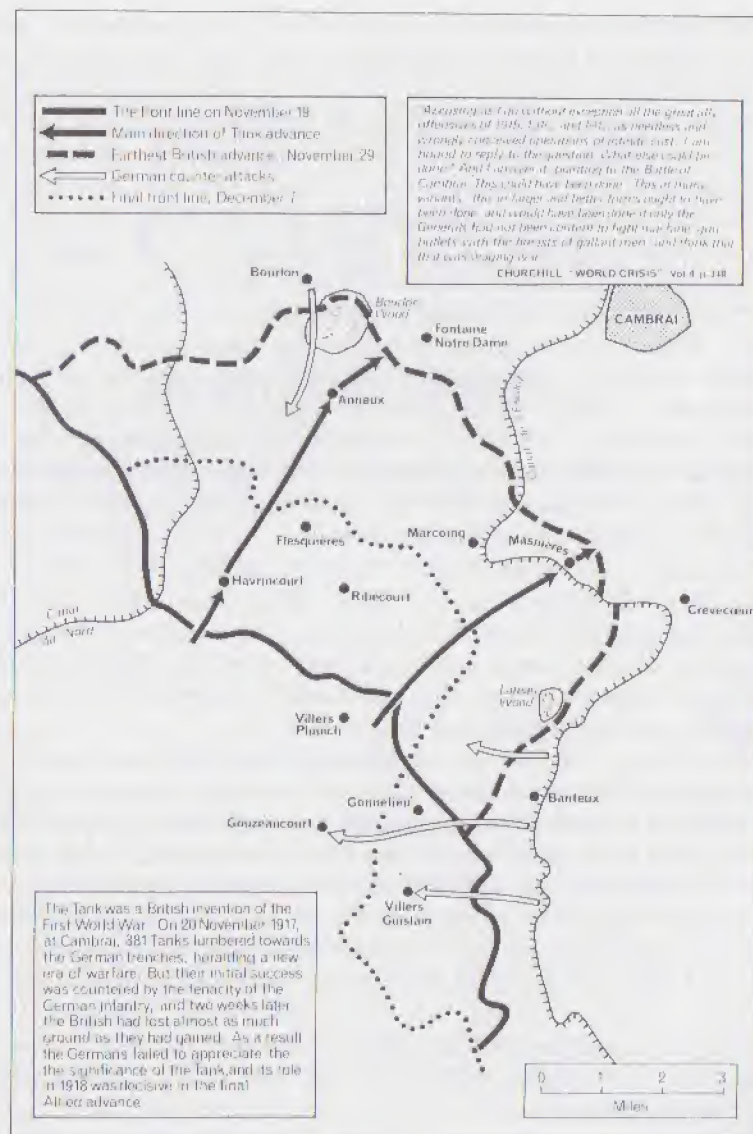 The front line on November 19
Main direction of Tank advance
Farthest British advance, November 29
German counter attacks
Final front line, December 7
"Accusing as I do without exception all the great ally
offensives of 1915, 1916, and 1917, as needless and
wrongly conceived operations of infinite cost, I am
bound to reply to the question, What else could be
done? And I answer it, pointing to the Battle of
Cambrai, This could have been done. This in many
variants, this in larger and better forms ought to have
been done, and would have been done if only the
Generals had not been content to fight machine gun
bullets with the breasts of gallant men, and think that
that was waging war.
CHURCHILL "WORLD CRISIS" Vol 4 p.348
Bourlon
Bourlon
Wood
CAMBRAI
Fontaine
Notre Dame
Anneux
Canal de
Flesquières
Marcoing
Masnières
Havrincourt
Ribecourt
Crevecœur
Canal
du Nord
Lateau
Wood
Villers
Plouich
Banteux
Gonnelieu
Gouzeaucourt
Villers
Guislain
The Tank was a British invention of the
First World War. On 20 November 1917,
at Cambrai, 381 Tanks lumbered towards
the German trenches, heralding a new
era of warfare. But their initial success
was countered by the tenacity of the
German infantry, and two weeks later
the British had lost almost as much
ground as they had gained. As a result
the Germans failed to appreciate the
the significance of the Tank,and its role
in 1918 was decisive in the final
Allied advance
0 1 2 3
Miles